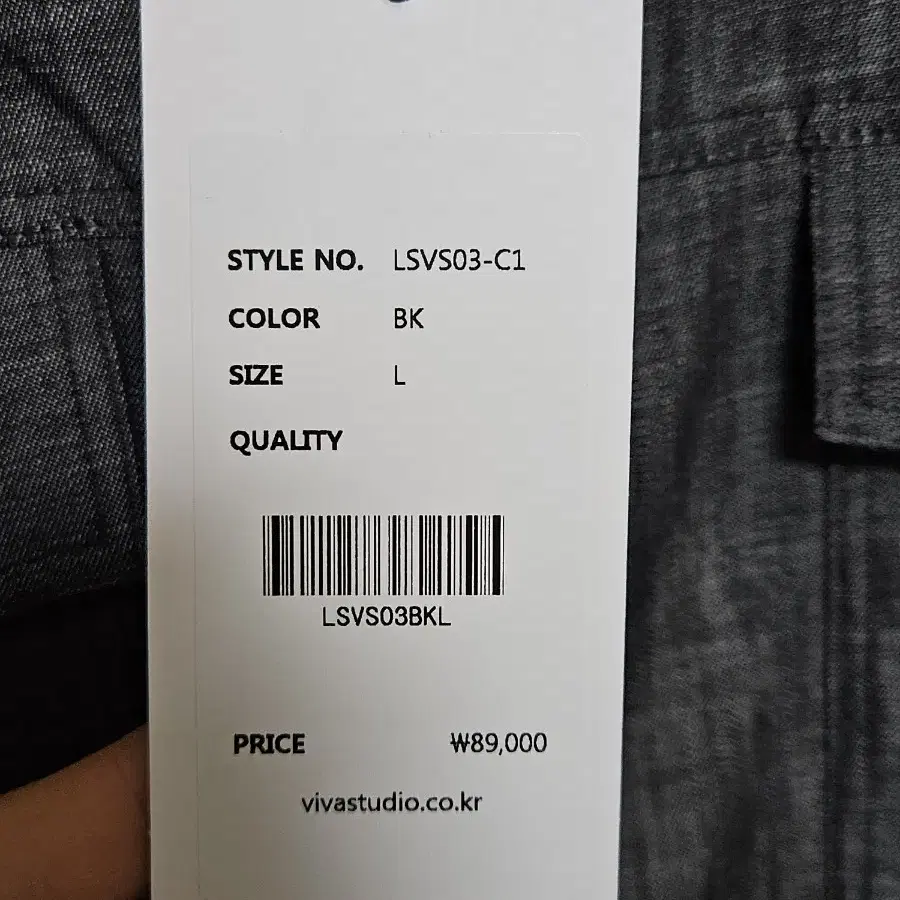 STYLE NO. LSVS03-C1
COLOR BK
SIZE L
QUALITY
LSVS03BKL
PRICE ₩89,000
vivastudio.co.kr